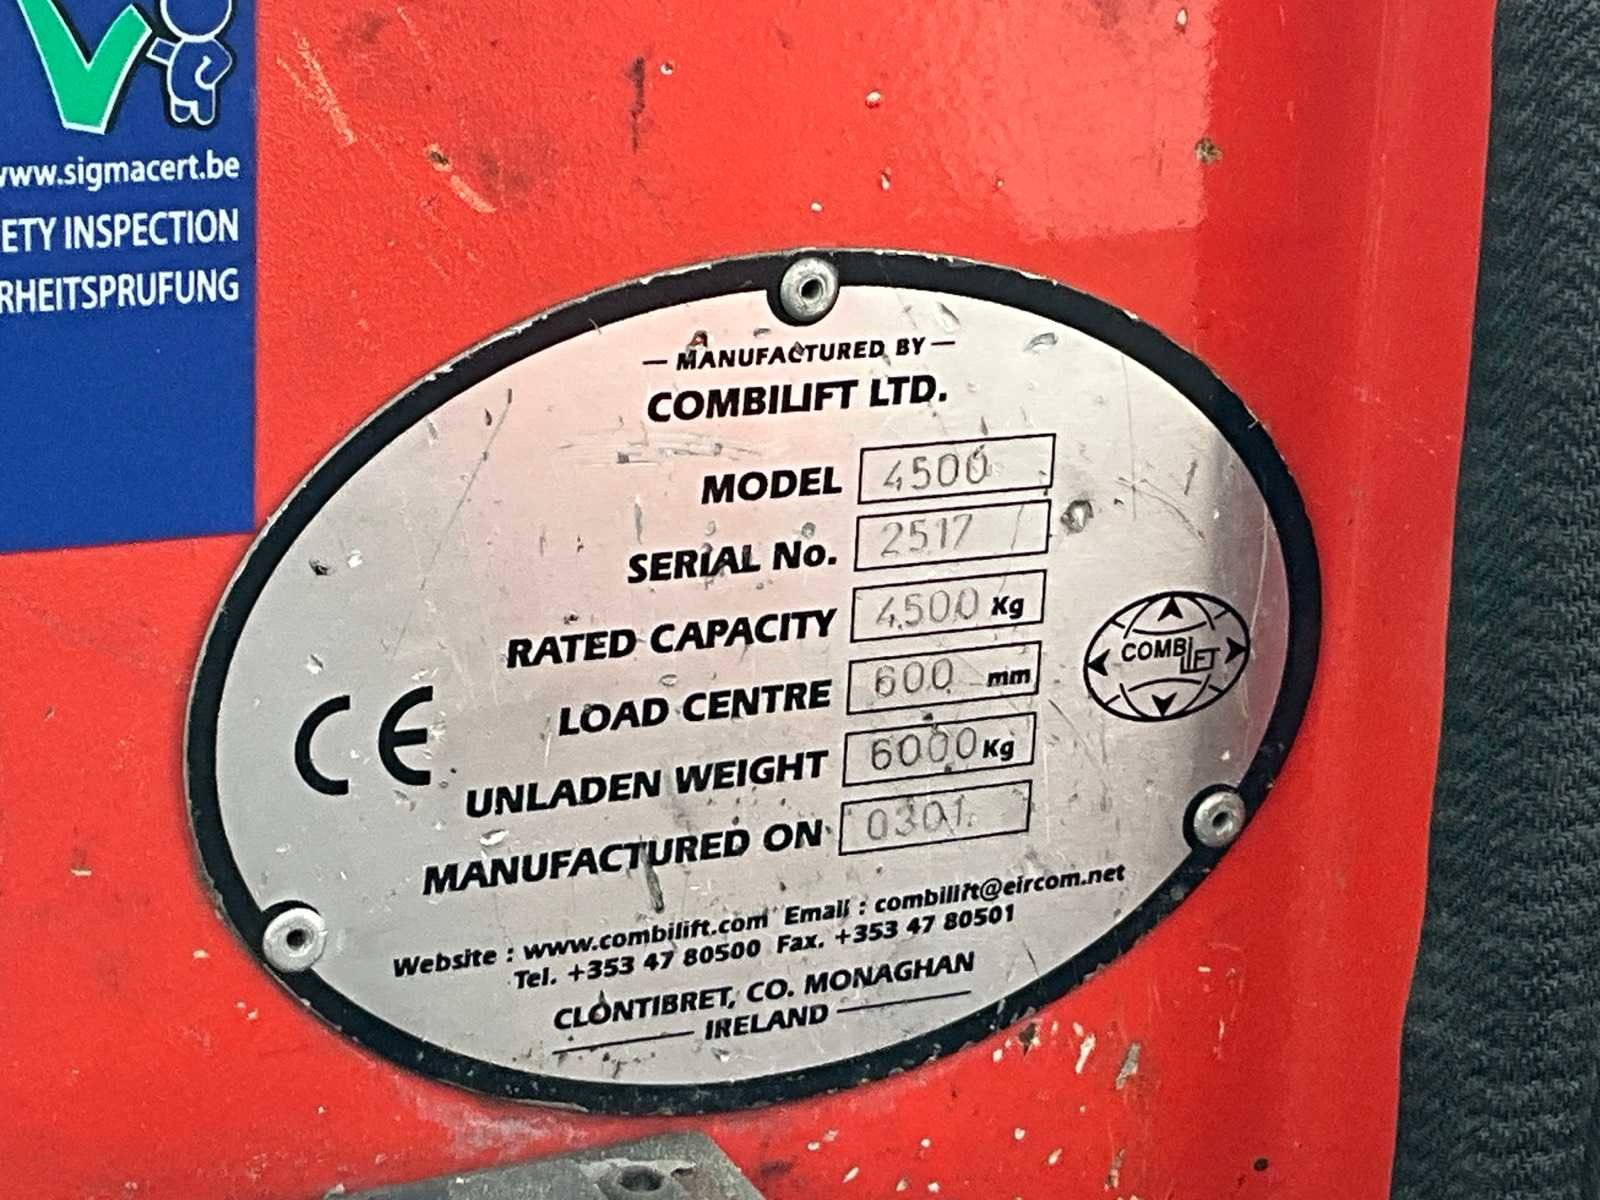 www.sigmacert.be
ETY INSPECTION
RHEITSPRUFUNG
— MANUFACTURED BY —
COMBILIFT LTD.
MODEL 4500
SERIAL No. 2517
RATED CAPACITY 4500 Kg
LOAD CENTRE 600 mm
UNLADEN WEIGHT 6000 Kg
MANUFACTURED ON 0301
COMBILIFT
CE
Website : www.combilift.com Email : combilift@eircom.net
Tel. +353 47 80500 Fax. +353 47 80501
CLONTIBRET, CO. MONAGHAN
IRELAND